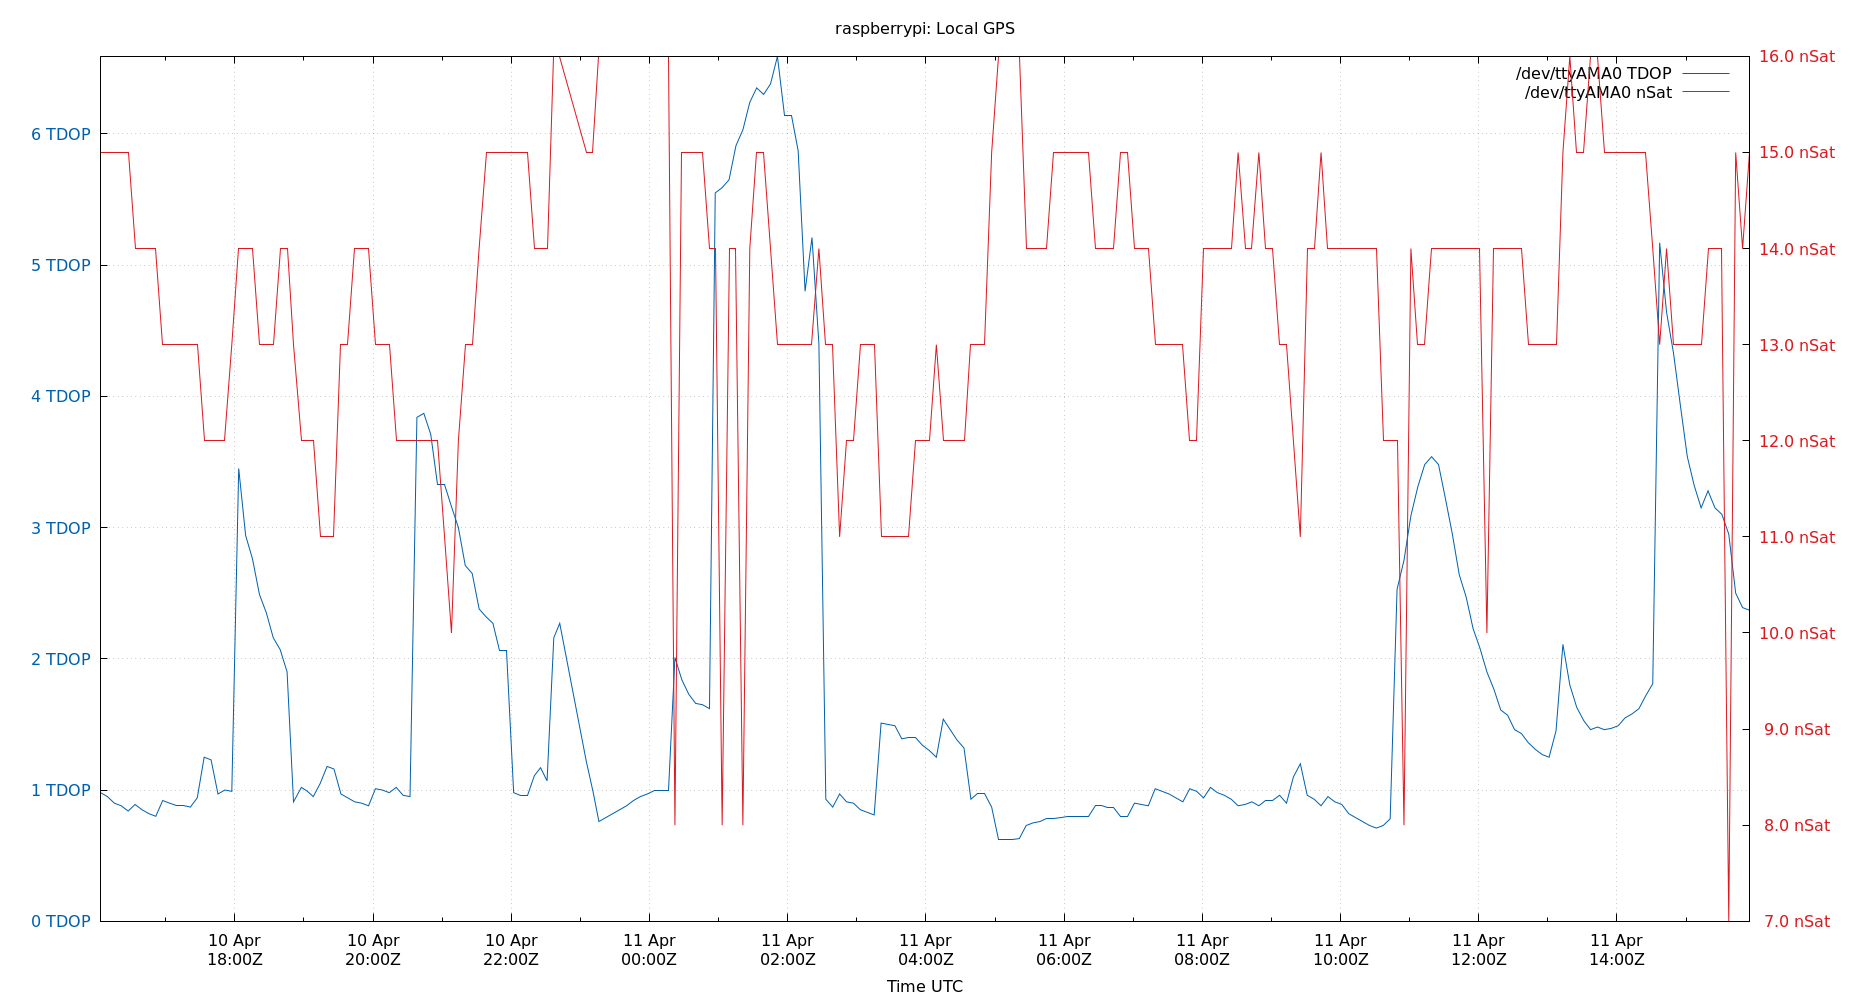 raspberrypi: Local GPS
/dev/ttyAMA0 TDOP
/dev/ttyAMA0 nSat
6 TDOP
5 TDOP
4 TDOP
3 TDOP
2 TDOP
1 TDOP
0 TDOP
16.0 nSat
15.0 nSat
14.0 nSat
13.0 nSat
12.0 nSat
11.0 nSat
10.0 nSat
9.0 nSat
8.0 nSat
7.0 nSat
10 Apr 10 Apr 10 Apr 11 Apr 11 Apr 11 Apr 11 Apr 11 Apr 11 Apr 11 Apr 11 Apr
18:00Z 20:00Z 22:00Z 00:00Z 02:00Z 04:00Z 06:00Z 08:00Z 10:00Z 12:00Z 14:00Z
Time UTC